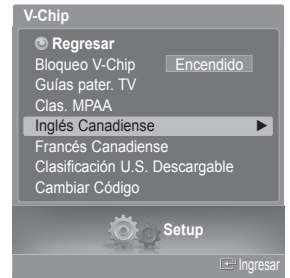 V-Chip
Regresar
Bloqueo V-Chip Encendido
Guías pater. TV
Clas. MPAA
Inglés Canadiense
Francés Canadiense
Clasificación U.S. Descargable
Cambiar Código
Setup
Ingresar